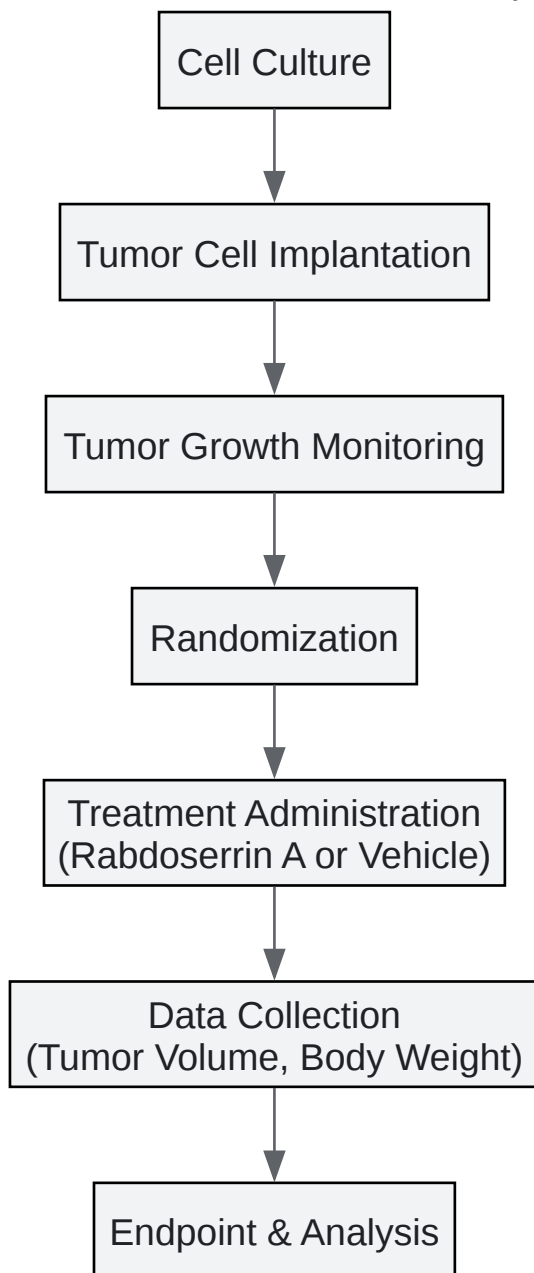 Cell Culture
Tumor Cell Implantation
Tumor Growth Monitoring
Randomization
Treatment Administration
(Rabdoserrin A or Vehicle)
Data Collection
(Tumor Volume, Body Weight)
Endpoint & Analysis